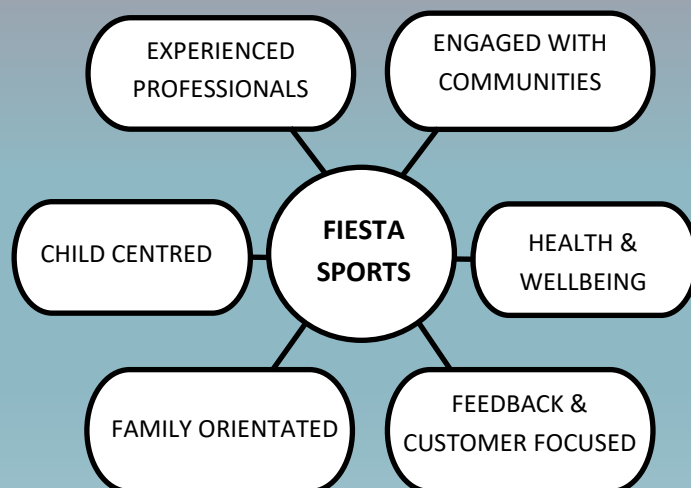 EXPERIENCED
PROFESSIONALS
ENGAGED WITH
COMMUNITIES
CHILD CENTRED
FIESTA
SPORTS
HEALTH &
WELLBEING
FAMILY ORIENTATED
FEEDBACK &
CUSTOMER FOCUSED